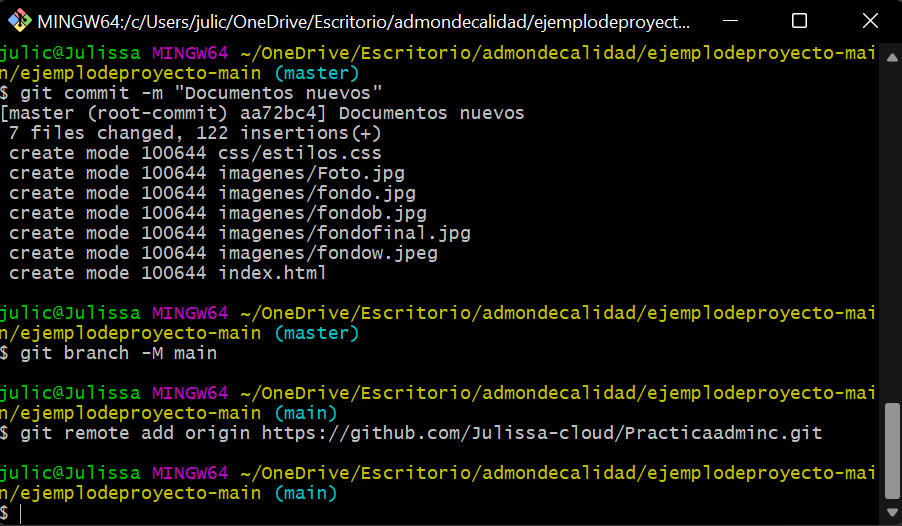 MINGW64:/c/Users/julic/OneDrive/Escritorio/admondecalidad/ejemplodeproyect...
julic@Julissa MINGW64 ~/OneDrive/Escritorio/admondecalidad/ejemplodeproyecto-mai
n/ejemplodeproyecto-main (master)
$ git commit -m "Documentos nuevos"
[master (root-commit) aa72bc4] Documentos nuevos
 7 files changed, 122 insertions(+)
 create mode 100644 css/estilos.css
 create mode 100644 imagenes/Foto.jpg
 create mode 100644 imagenes/fondo.jpg
 create mode 100644 imagenes/fondob.jpg
 create mode 100644 imagenes/fondofinal.jpg
 create mode 100644 imagenes/fondow.jpeg
 create mode 100644 index.html
julic@Julissa MINGW64 ~/OneDrive/Escritorio/admondecalidad/ejemplodeproyecto-mai
n/ejemplodeproyecto-main (master)
$ git branch -M main
julic@Julissa MINGW64 ~/OneDrive/Escritorio/admondecalidad/ejemplodeproyecto-mai
n/ejemplodeproyecto-main (main)
$ git remote add origin https://github.com/Julissa-cloud/Practicaadminc.git
julic@Julissa MINGW64 ~/OneDrive/Escritorio/admondecalidad/ejemplodeproyecto-mai
n/ejemplodeproyecto-main (main)
$